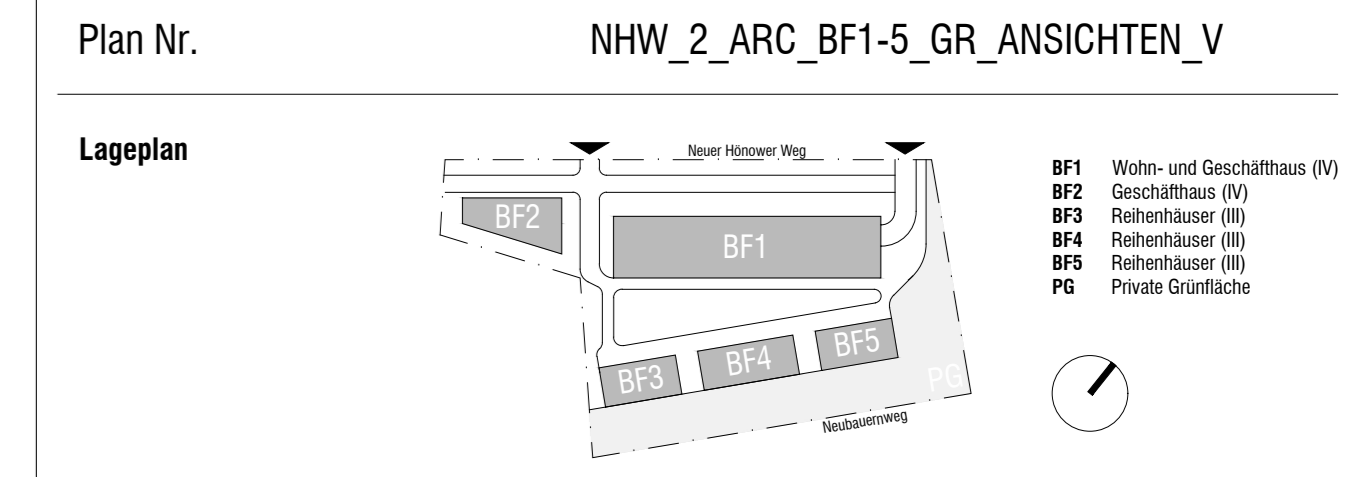 Plan Nr. NHW_2_ARC_BF1-5_GR_ANSICHTEN_V
Lageplan
Neuer Hönower Weg
BF2
BF1
BF3
BF4
BF5
PG
Neubauernweg
BF1 Wohn- und Geschäfthaus (IV)
BF2 Geschäfthaus (IV)
BF3 Reihenhäuser (III)
BF4 Reihenhäuser (III)
BF5 Reihenhäuser (III)
PG Private Grünfläche